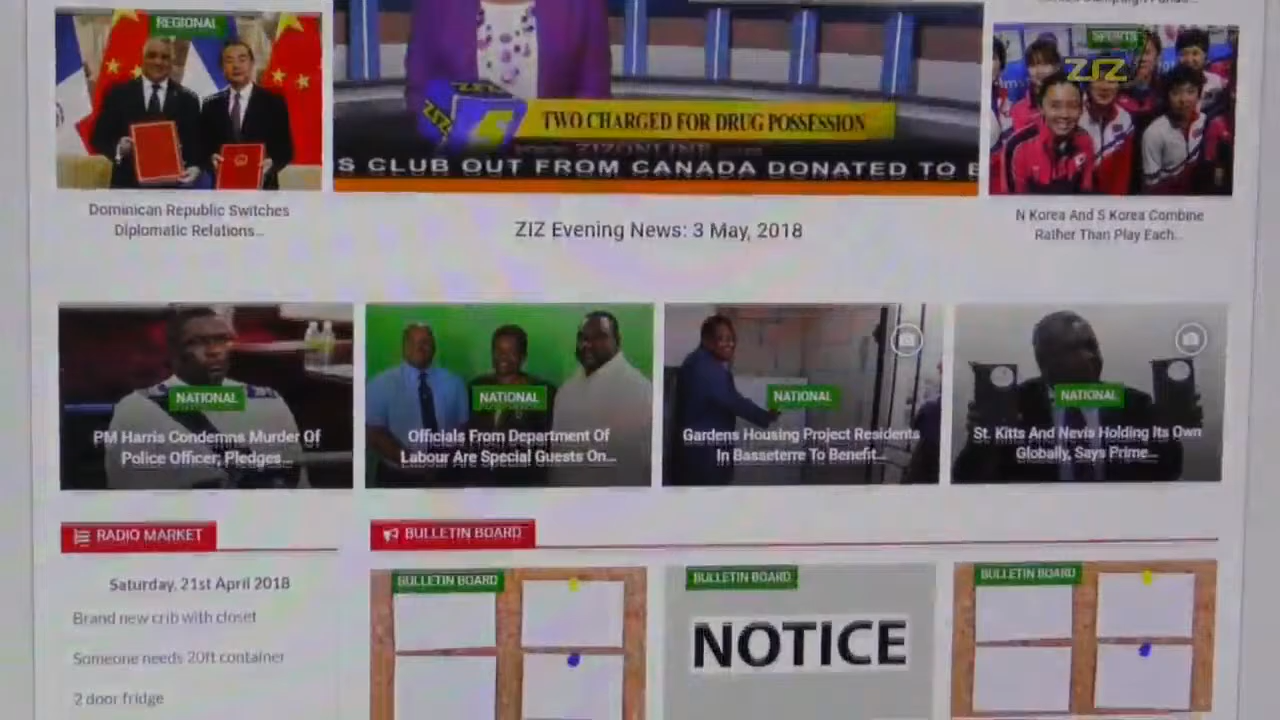 REGIONAL
SPORTS
ZIZ
ZIZ
TWO CHARGED FOR DRUG POSSESSION
S CLUB OUT FROM CANADA DONATED TO
Dominican Republic Switches
Diplomatic Relations...
ZIZ Evening News: 3 May, 2018
N Korea And S Korea Combine
Rather Than Play Each...
NATIONAL
PM Harris Condemns Murder Of
Police Officer; Pledges...
NATIONAL
Officials From Department Of
Labour Are Special Guests On...
NATIONAL
Gardens Housing Project Residents
In Basseterre To Benefit...
NATIONAL
St. Kitts And Nevis Holding Its Own
Globally, Says Prime...
RADIO MARKET
Saturday, 21st April 2018
Brand new crib with closet
Someone needs 20ft container
2 door fridge
BULLETIN BOARD
BULLETIN BOARD
BULLETIN BOARD
NOTICE
BULLETIN BOARD